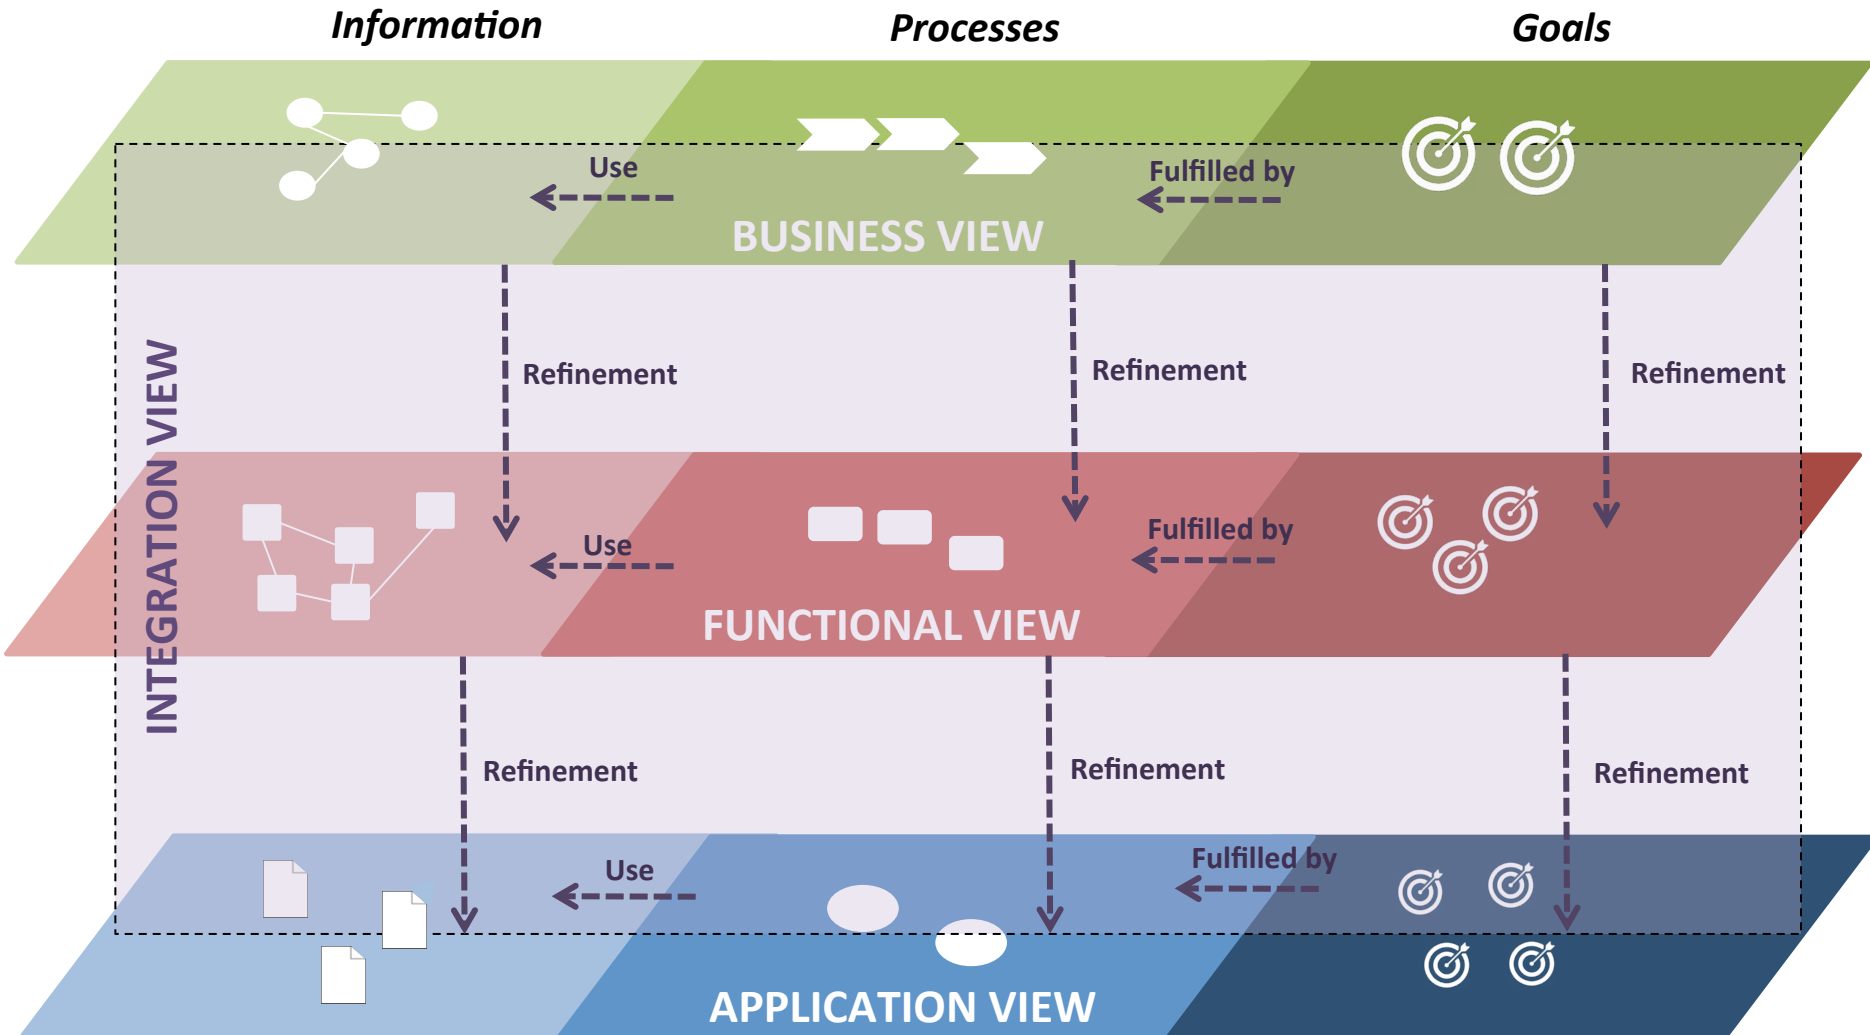 Information
Processes
Goals
Use
Fulfilled by
BUSINESS VIEW
INTEGRATION VIEW
Refinement
Refinement
Refinement
Use
Fulfilled by
FUNCTIONAL VIEW
Refinement
Refinement
Refinement
Use
Fulfilled by
APPLICATION VIEW